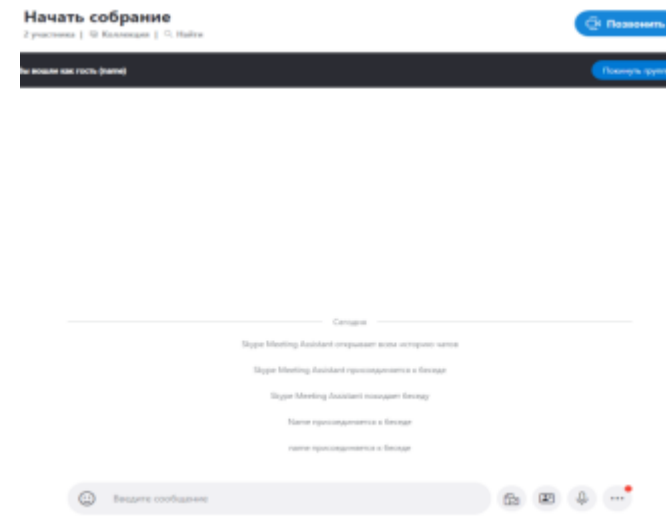 Начать собрание
2 участника | Коллекция | Найти
Позвонить
Вы вошли как гость (name)
Покинуть
Сегодня
Skype Meeting Assistant открывает всем историю чатов
Skype Meeting Assistant присоединяется к беседе
Skype Meeting Assistant покидает беседу
Name присоединяется к беседе
name присоединяется к беседе
Введите сообщение